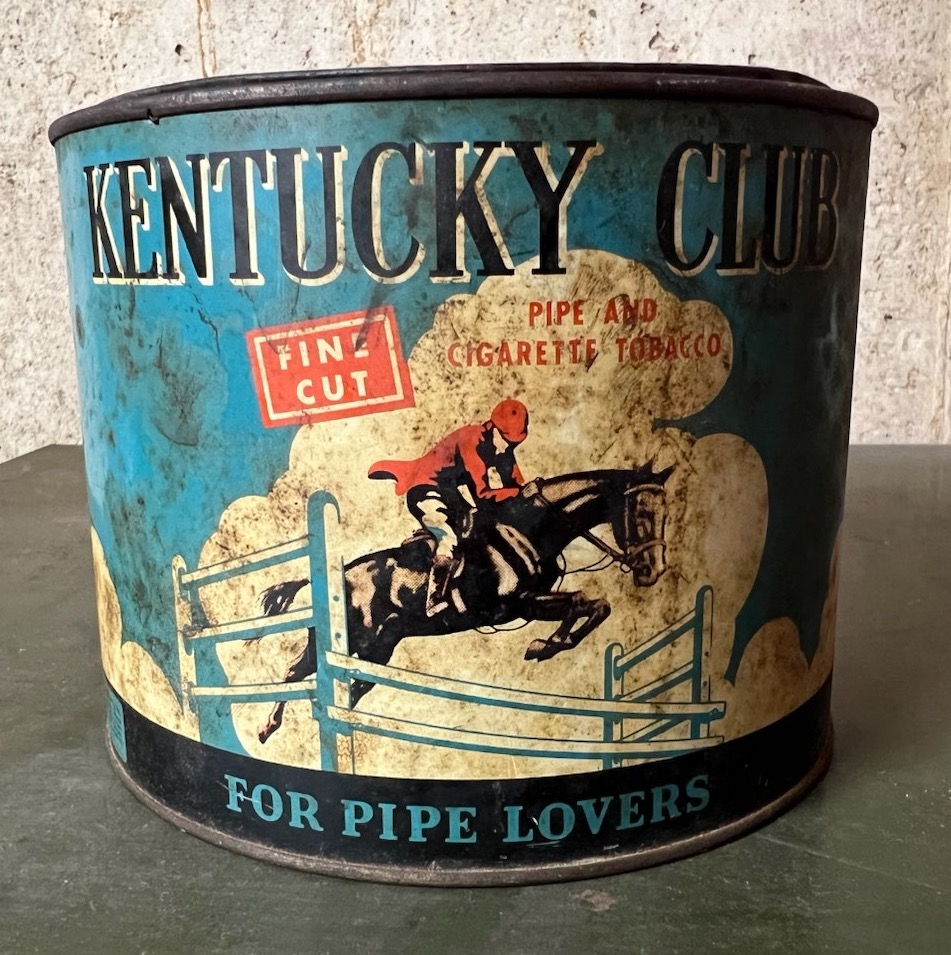 KENTUCKY CLUB
PIPE AND
CIGARETTE TOBACCO
FINE
CUT
FOR PIPE LOVERS